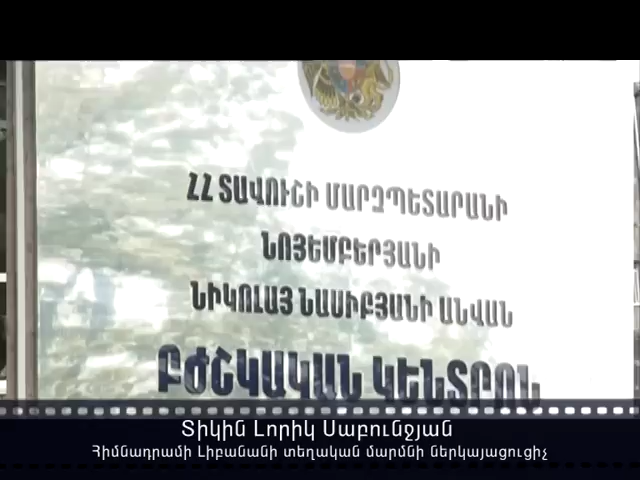 ՀՀ ՏԱՎՈՒՇԻ ՄԱՐԶՊԵՏԱՐԱՆԻ
ՆՈՅԵՄԲԵՐՅԱՆԻ
ՆԻԿՈԼԱՅ ՆԱՍԻԲՅԱՆԻ ԱՆՎԱՆ
ԲԺՇԿԱԿԱՆ ԿԵՆՏՐՈՆ
Տիկին Լորիկ Սաբունջյան
Հիմնադրամի Լիբանանի տեղական մարմնի ներկայացուցիչ